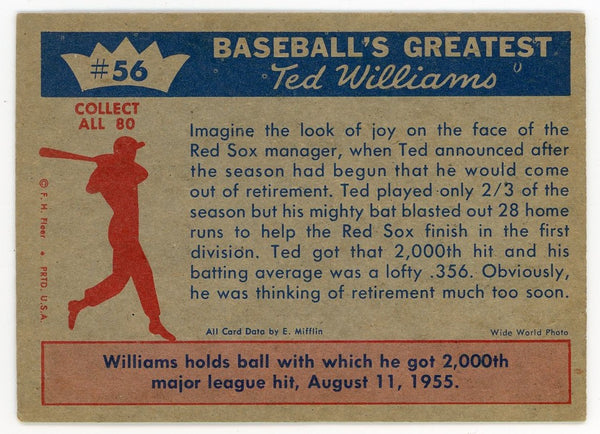 #56
BASEBALL'S GREATEST
"Ted Williams"
COLLECT
ALL 80
Imagine the look of joy on the face of the
Red Sox manager, when Ted announced after
the season had begun that he would come
out of retirement. Ted played only 2/3 of the
season but his mighty bat blasted out 28 home
runs to help the Red Sox finish in the first
division. Ted got that 2,000th hit and his
batting average was a lofty .356. Obviously,
he was thinking of retirement much too soon.
© F. H. Fleer • PRTD. U.S.A.
All Card Data by E. Mifflin
Wide World Photo
Williams holds ball with which he got 2,000th
major league hit, August 11, 1955.